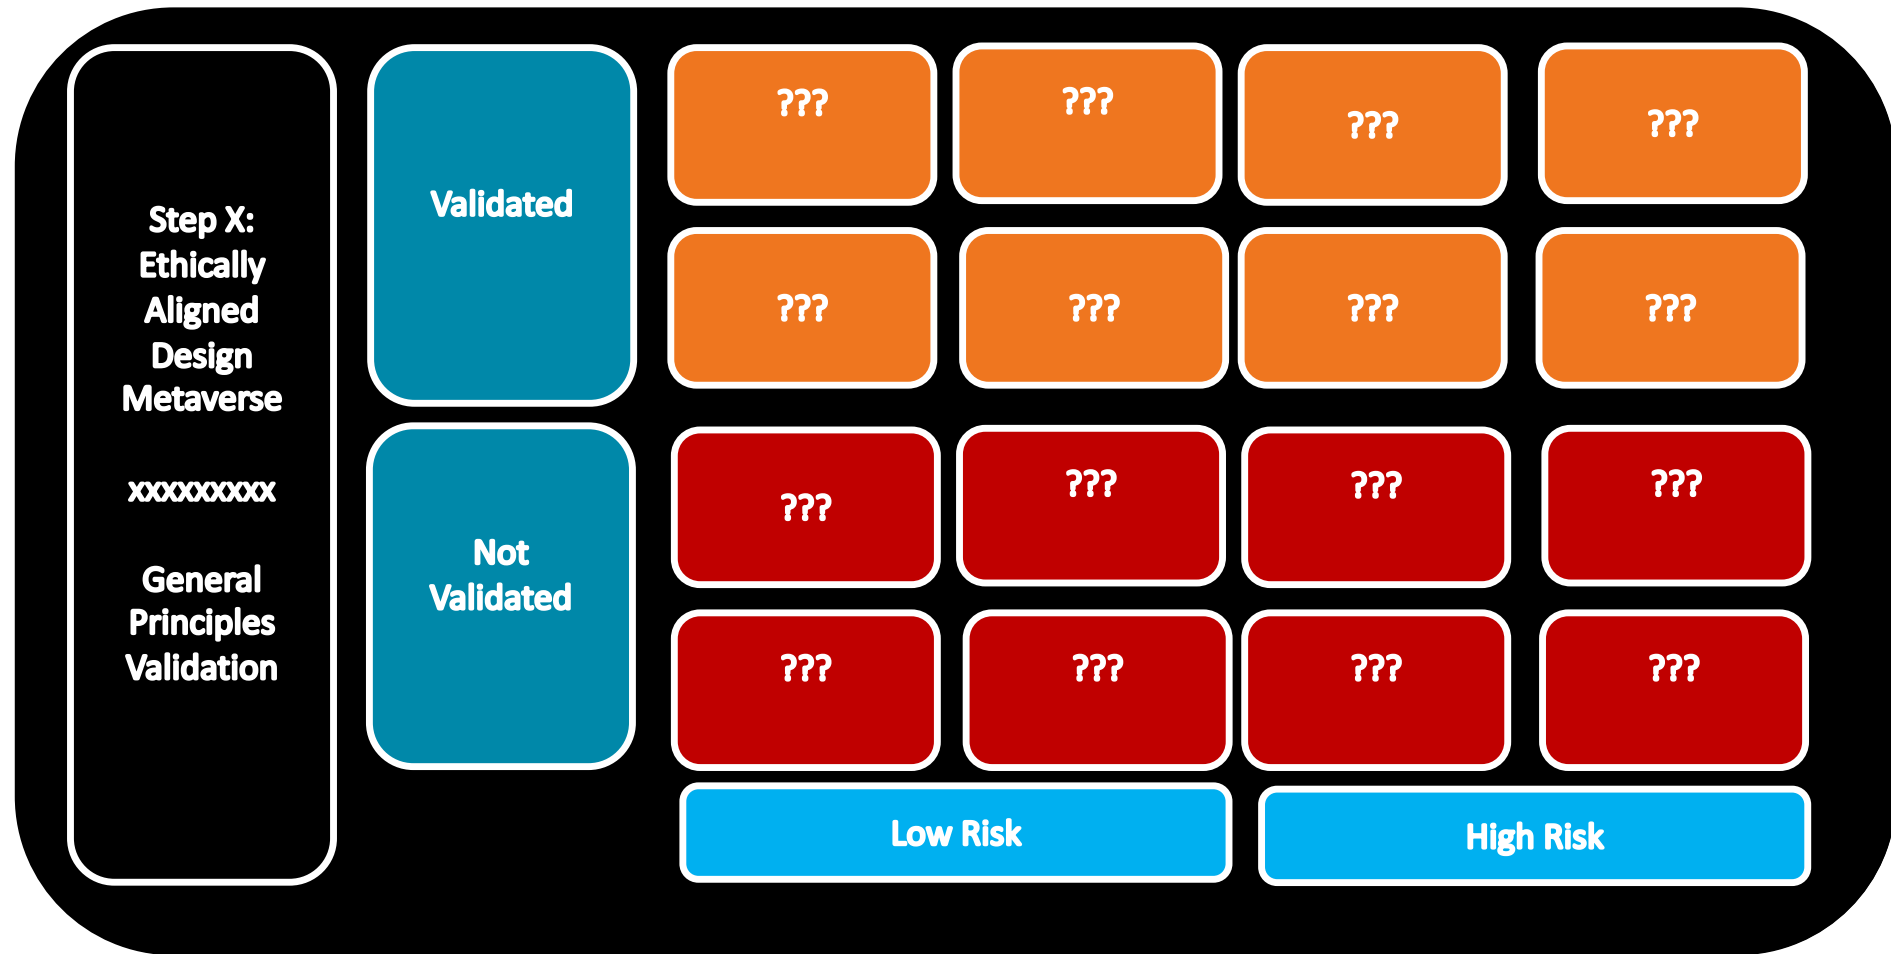 Step X:
Ethically
Aligned
Design
Metaverse
xxxxxxxxx
General
Principles
Validation
Validated
??? ??? ??? ???
??? ??? ??? ???
Not
Validated
??? ??? ??? ???
??? ??? ??? ???
Low Risk
High Risk